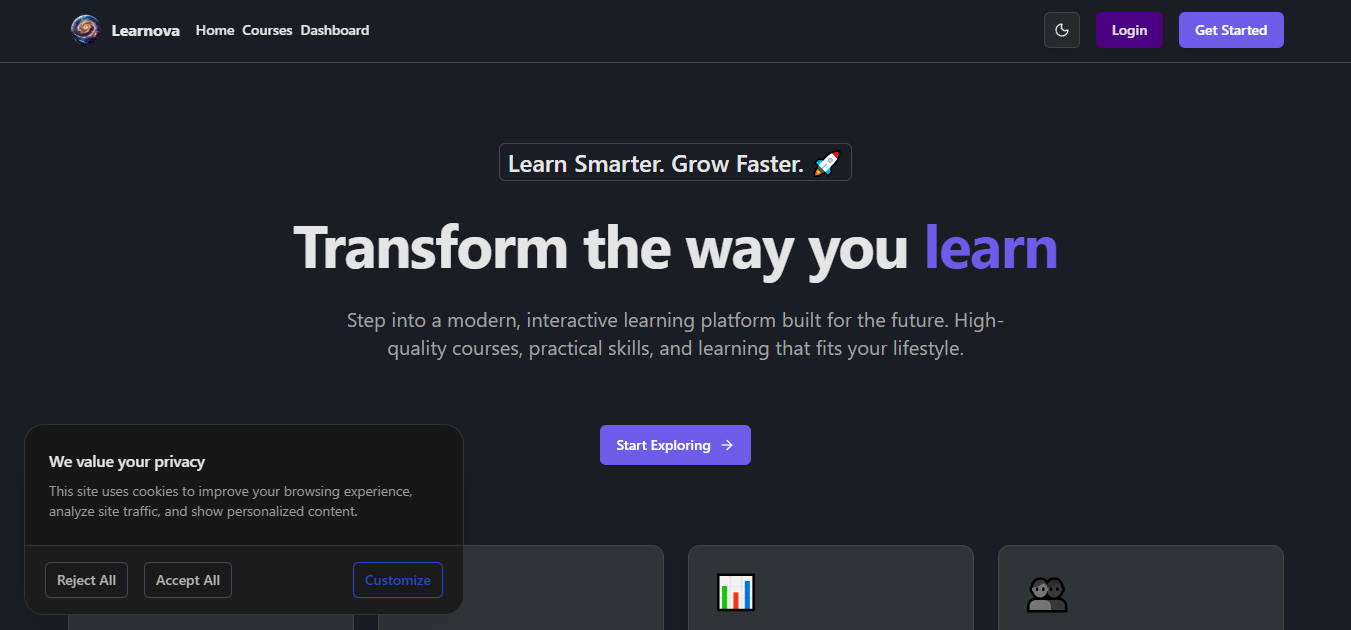 Learnova Home Courses Dashboard Login Get Started
Learn Smarter. Grow Faster. 🚀
Transform the way you learn
Step into a modern, interactive learning platform built for the future. High-
quality courses, practical skills, and learning that fits your lifestyle.
Start Exploring →
We value your privacy
This site uses cookies to improve your browsing experience,
analyze site traffic, and show personalized content.
Reject All Accept All Customize